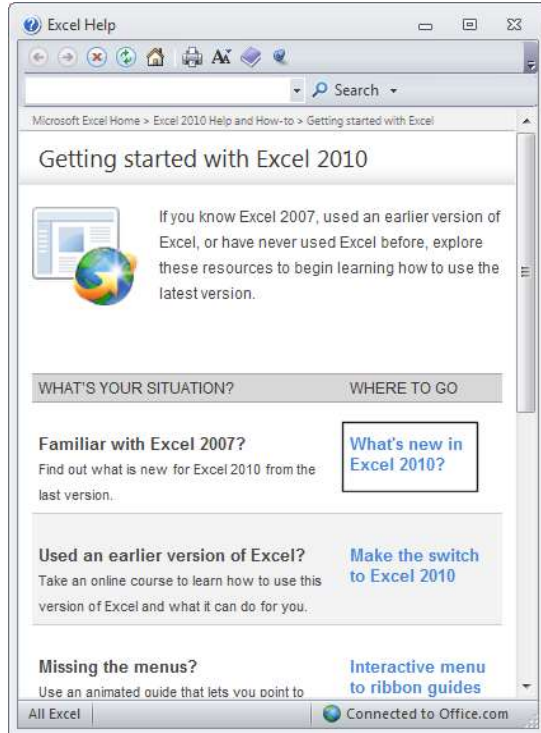 Excel Help
Search
Microsoft Excel Home > Excel 2010 Help and How-to > Getting started with Excel
Getting started with Excel 2010
If you know Excel 2007, used an earlier version of
Excel, or have never used Excel before, explore
these resources to begin learning how to use the
latest version.
WHAT'S YOUR SITUATION? WHERE TO GO
Familiar with Excel 2007?
Find out what is new for Excel 2010 from the
last version.
What's new in
Excel 2010?
Used an earlier version of Excel?
Take an online course to learn how to use this
version of Excel and what it can do for you.
Make the switch
to Excel 2010
Missing the menus?
Use an animated guide that lets you point to
Interactive menu
to ribbon guides
All Excel
Connected to Office.com